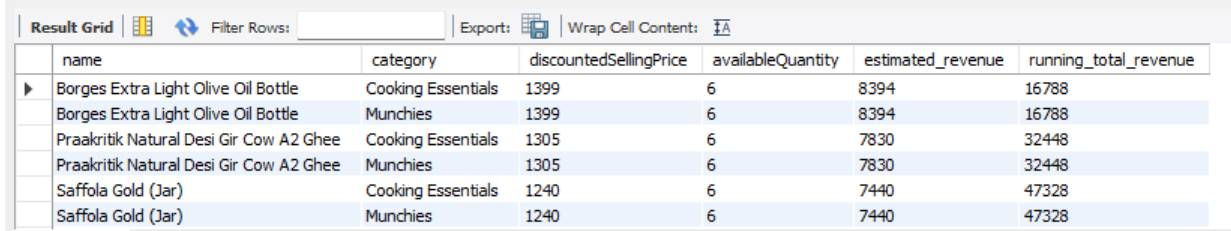 Result Grid Filter Rows: Export: Wrap Cell Content: IA
name category discountedSellingPrice availableQuantity estimated_revenue running_total_revenue
Borges Extra Light Olive Oil Bottle Cooking Essentials 1399 6 8394 16788
Borges Extra Light Olive Oil Bottle Munchies 1399 6 8394 16788
Praakritik Natural Desi Gir Cow A2 Ghee Cooking Essentials 1305 6 7830 32448
Praakritik Natural Desi Gir Cow A2 Ghee Munchies 1305 6 7830 32448
Saffola Gold (Jar) Cooking Essentials 1240 6 7440 47328
Saffola Gold (Jar) Munchies 1240 6 7440 47328